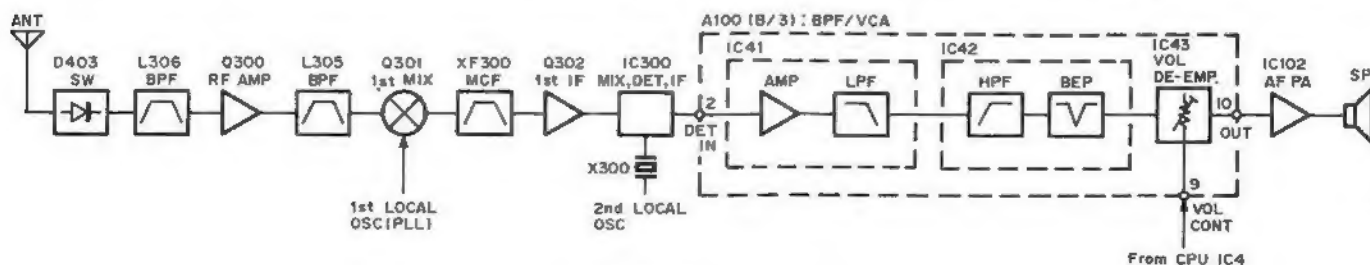 ANT
D403
SW
L306
BPF
Q300
RF AMP
L305
BPF
Q301
1st MIX
XF300
MCF
Q302
1st IF
IC300
MIX,DET,IF
X300
1st LOCAL
OSC(PLL)
2nd LOCAL
OSC
A100 (B/3) : BPF/VCA
2
DET
IN
IC41
AMP
LPF
IC42
HPF
BEP
IC43
VOL
DE-EMP.
10
OUT
9
VOL
CONT
From CPU IC4
IC102
AF PA
SP